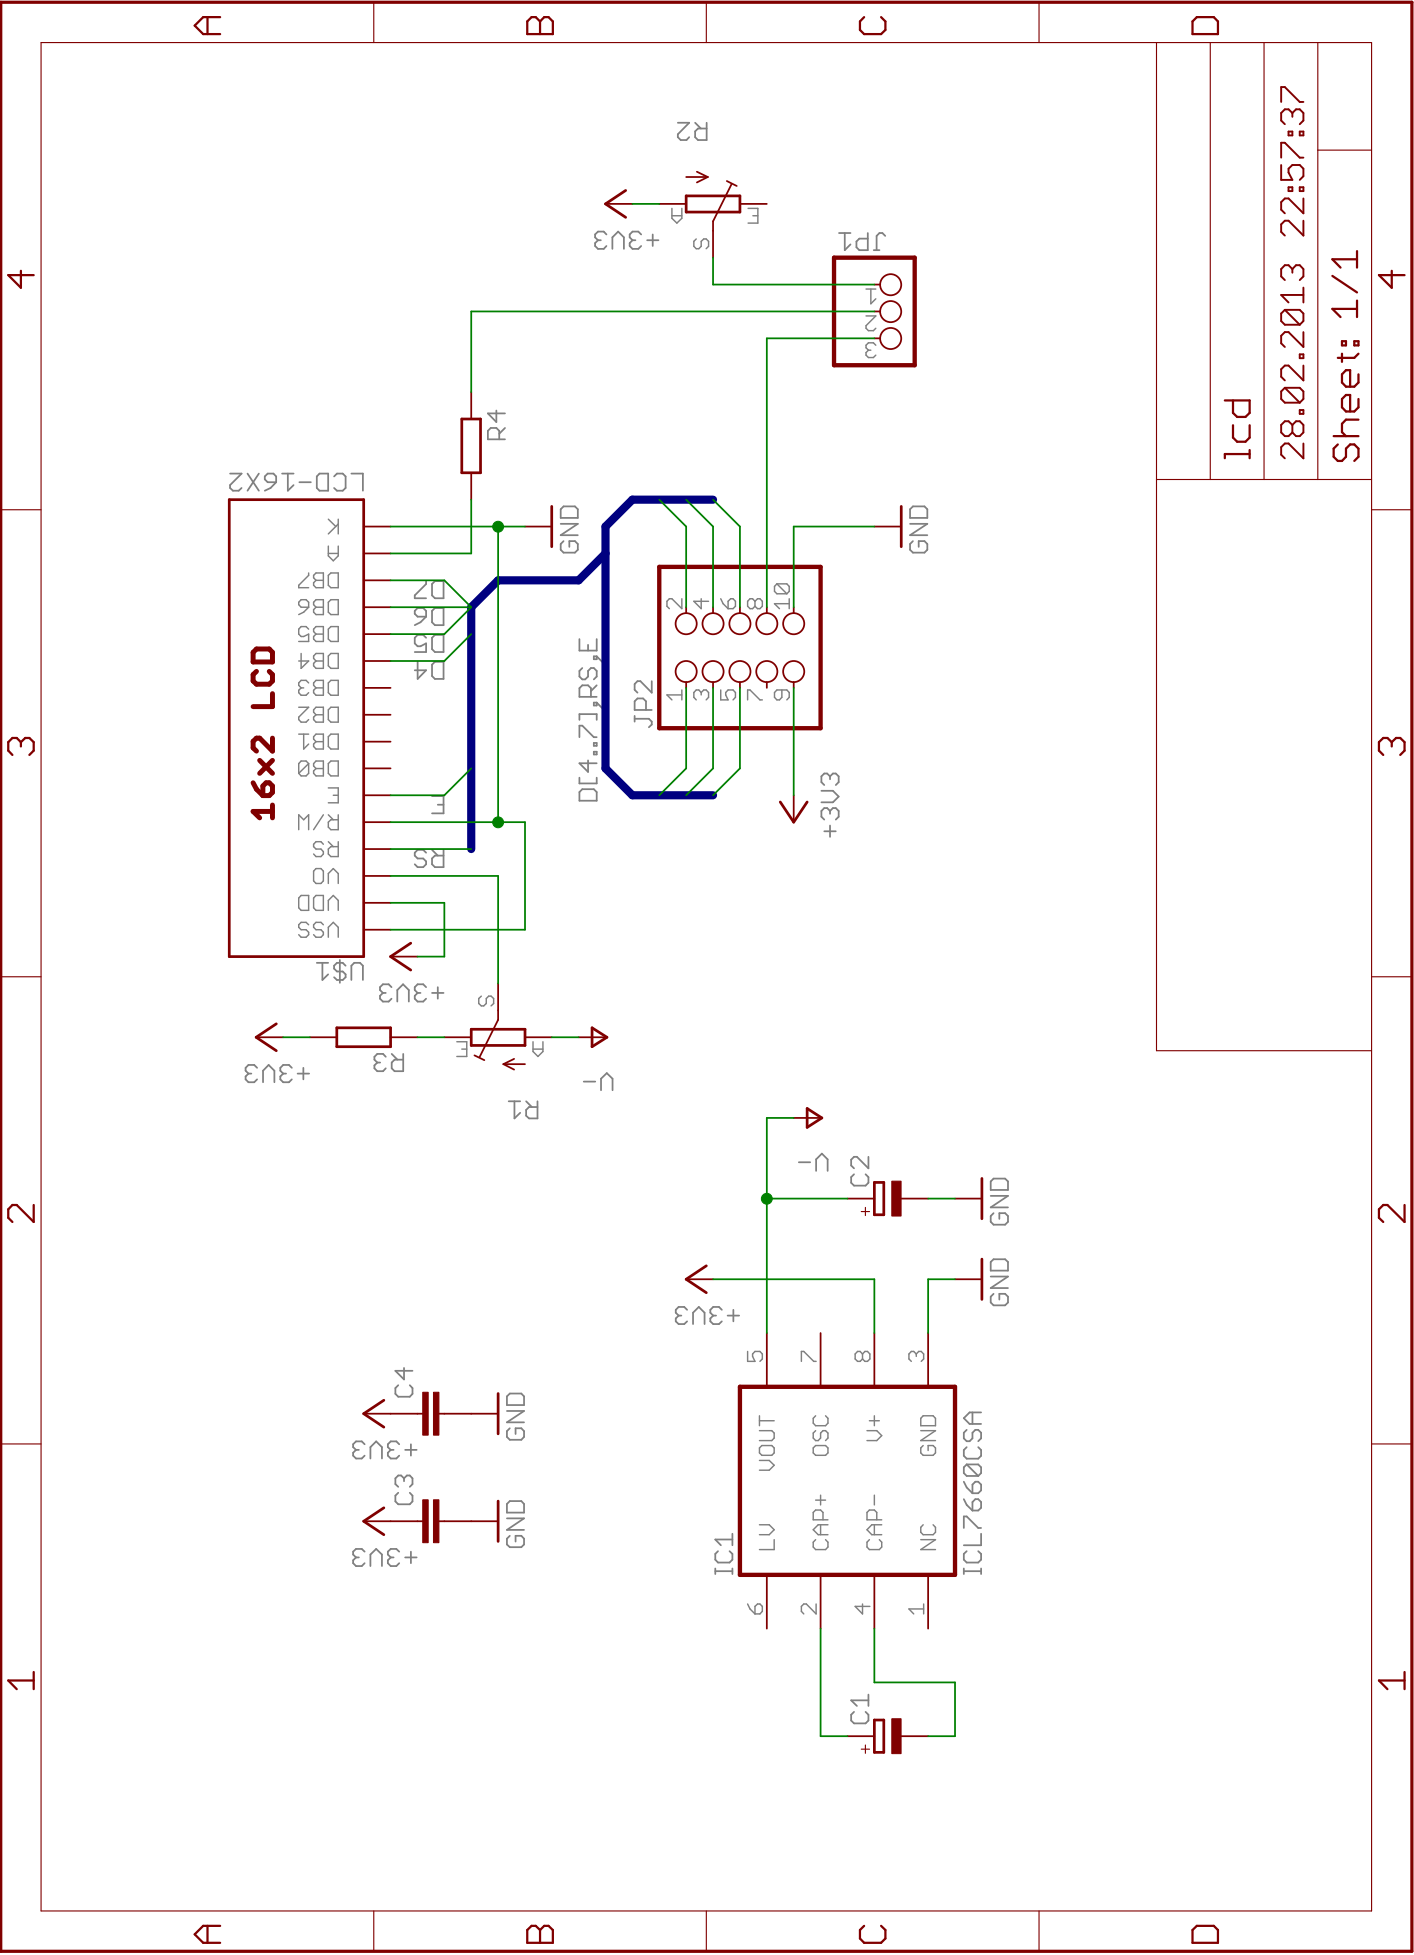 A
B
C
D
1
2
3
4
16x2 LCD
LCD-16X2
U$1
VSS
VDD
VO
RS
R/W
E
DB0
DB1
DB2
DB3
DB4
DB5
DB6
DB7
A
K
RS
E
D4
D5
D6
D7
+3V3
+3V3
R3
E
A
S
R1
V-
GND
R4
D[4..7],RS,E
JP2
1
3
5
7
9
2
4
6
8
10
+3V3
GND
+3V3
R2
A
E
S
JP1
1
2
3
+3V3
C3
GND
+3V3
C4
GND
IC1
LV
CAP+
CAP-
NC
VOUT
OSC
V+
GND
6
2
4
1
5
7
8
3
ICL7660CSA
C1
+
+3V3
V-
C2
+
GND
GND
lcd
28.02.2013 22:57:37
Sheet: 1/1
1
2
3
4
A
B
C
D